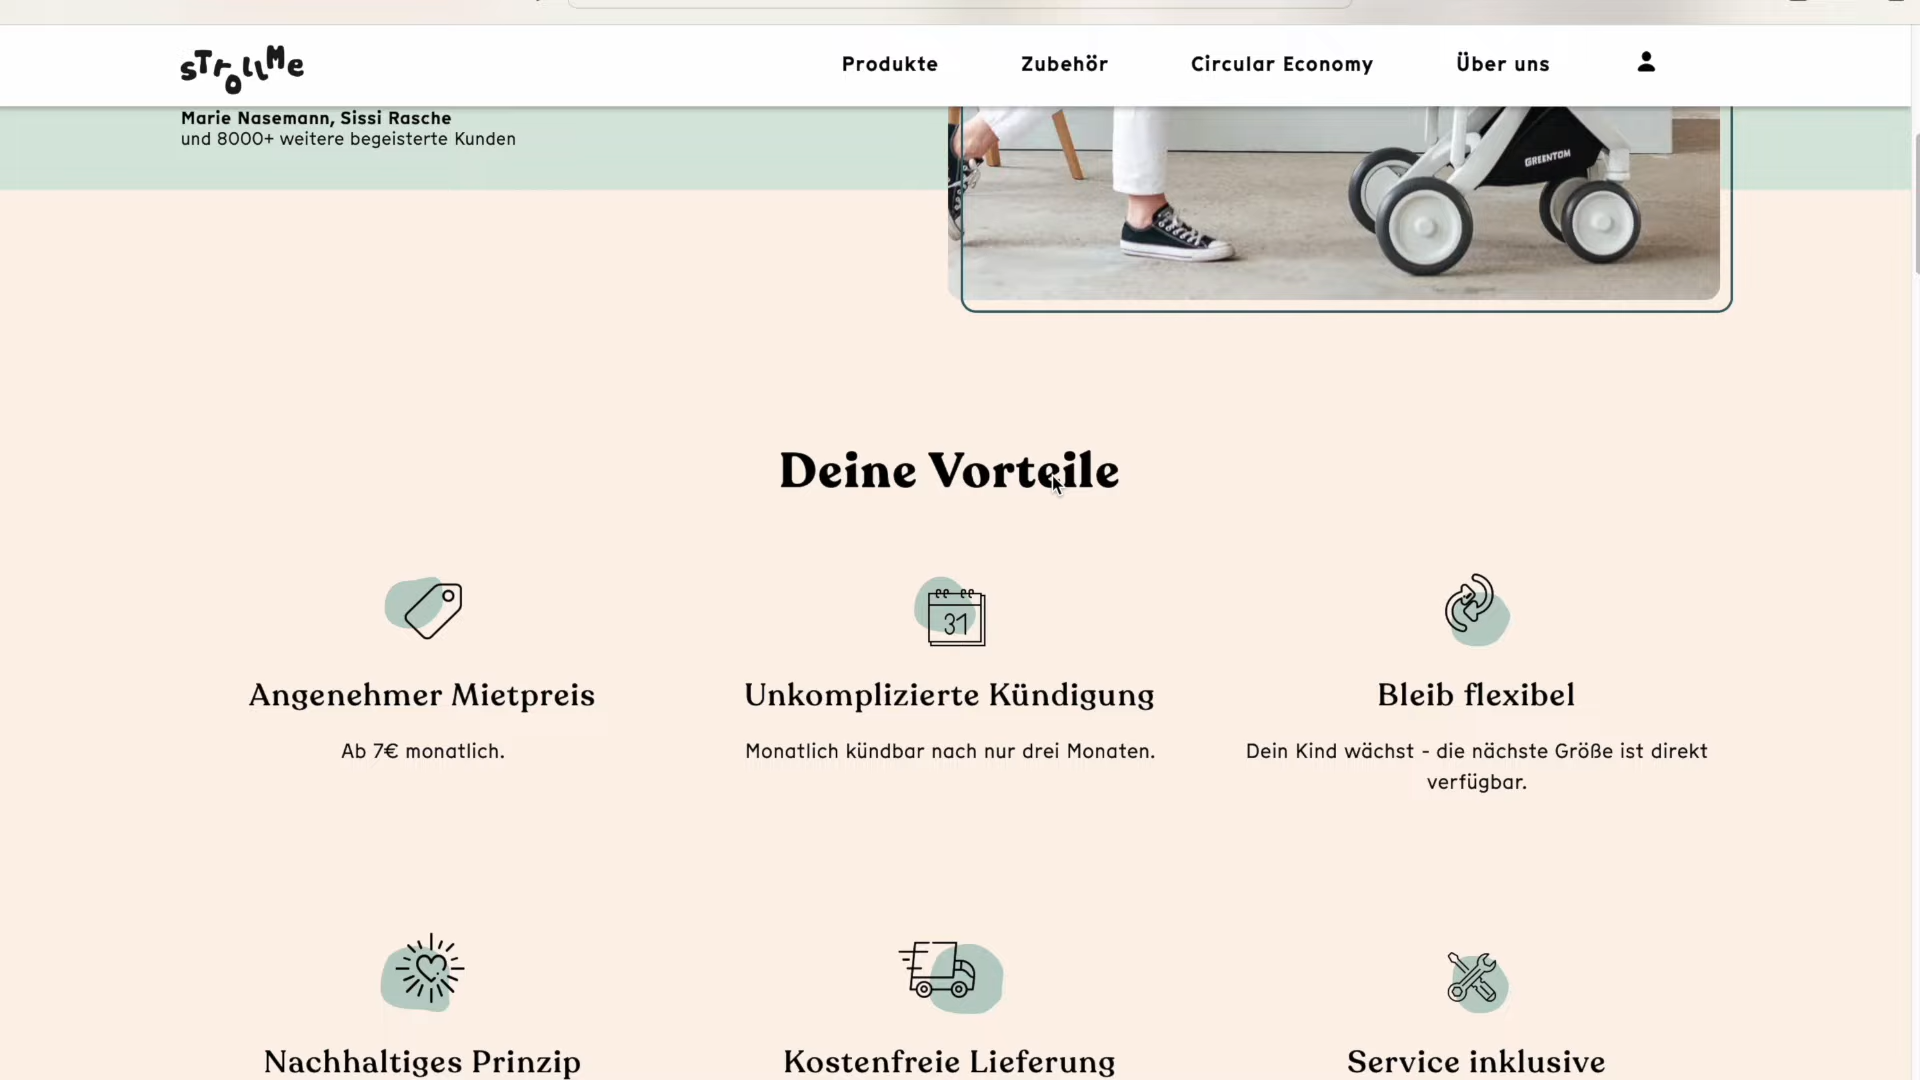 strollMe
Produkte
Zubehör
Circular Economy
Über uns
Marie Nasemann, Sissi Rasche
und 8000+ weitere begeisterte Kunden
GREENTOM
Deine Vorteile
31
Angenehmer Mietpreis
Ab 7€ monatlich.
Unkomplizierte Kündigung
Monatlich kündbar nach nur drei Monaten.
Bleib flexibel
Dein Kind wächst - die nächste Größe ist direkt
verfügbar.
Nachhaltiges Prinzip
Kostenfreie Lieferung
Service inklusive